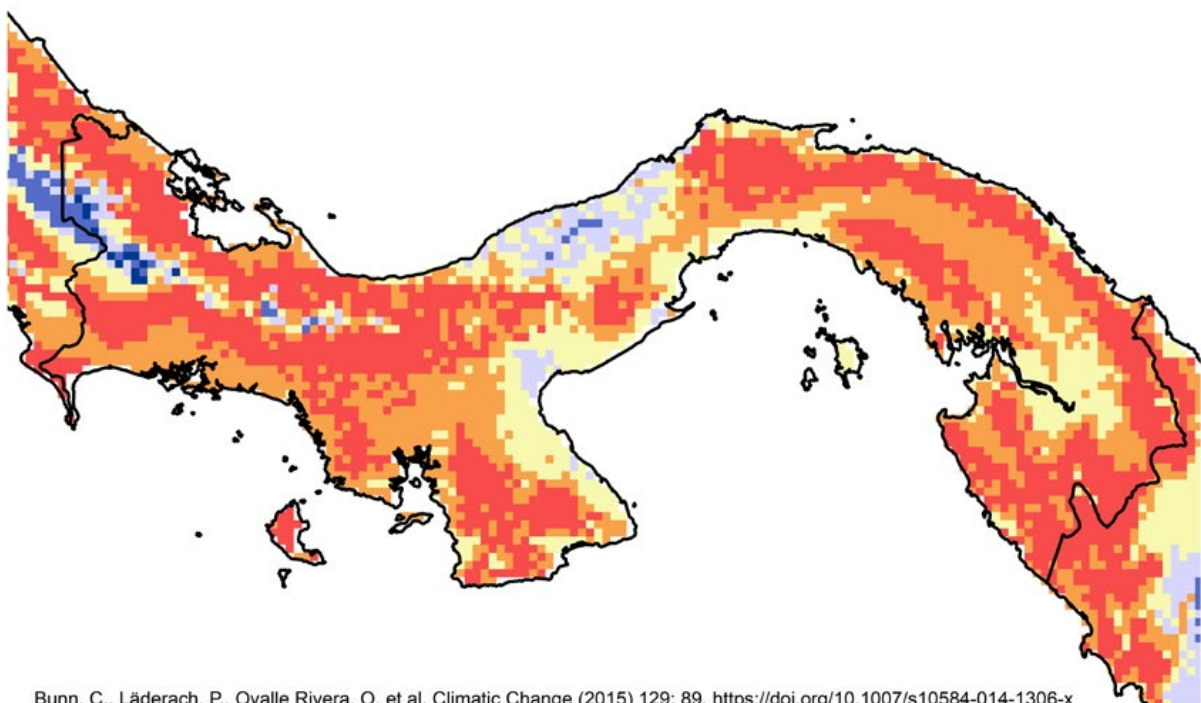 Bunn, C., Läderach, P., Ovalle Rivera, O. et al. Climatic Change (2015) 129: 89. https://doi.org/10.1007/s10584-014-1306-x